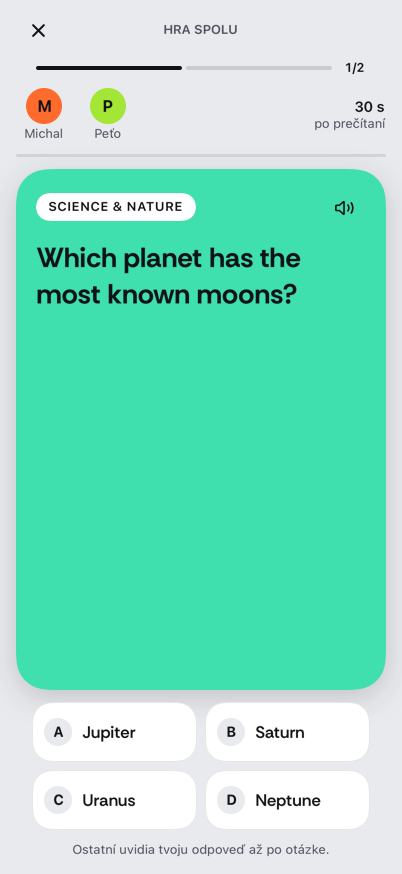 HRA SPOLU
1/2
M
P
Michal
Peťo
30 s
po prečítaní
SCIENCE & NATURE
Which planet has the
most known moons?
A Jupiter
B Saturn
C Uranus
D Neptune
Ostatní uvidia tvoju odpoveď až po otázke.